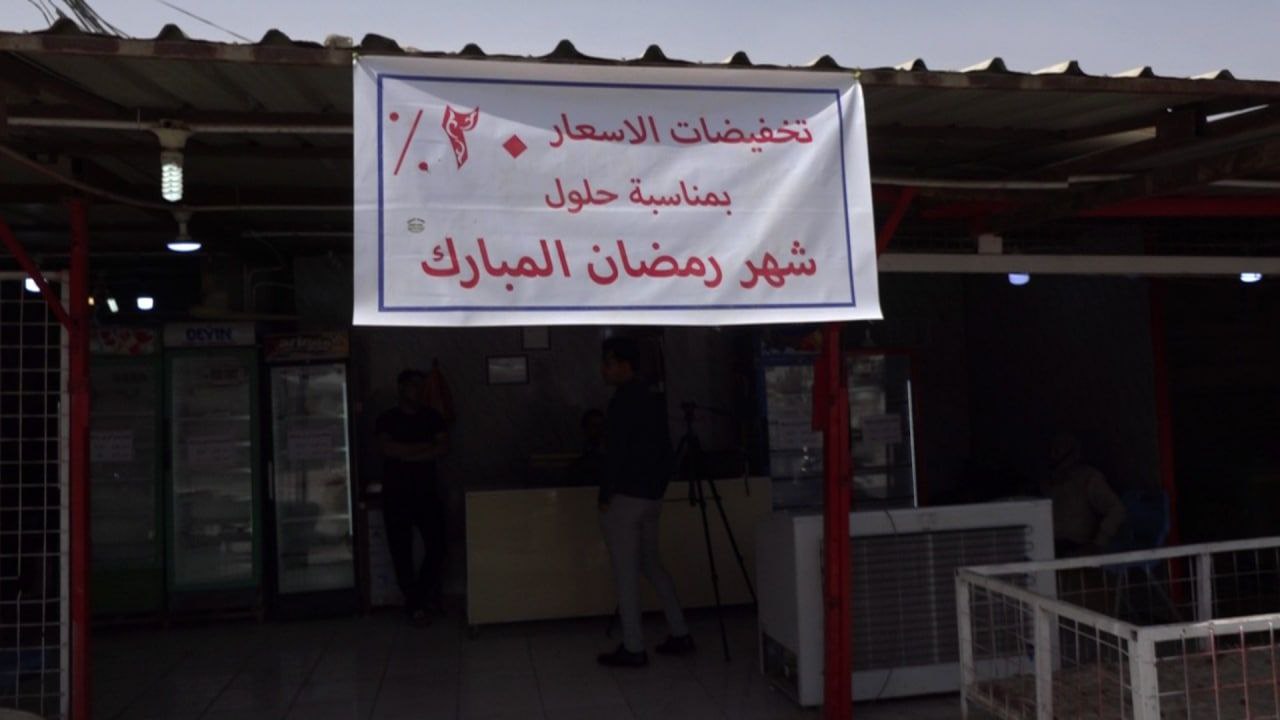 تخفيضات الاسعار ٢٠٪
بمناسبة حلول
شهر رمضان المبارك
DEVIN